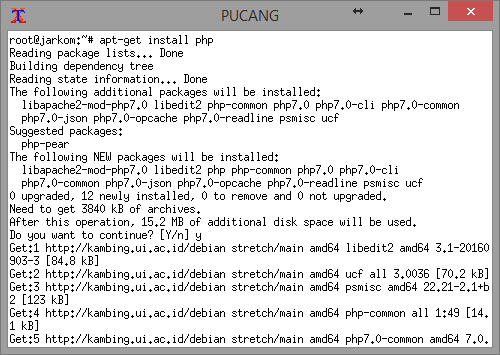 PUCANG
root@jarkom:~# apt-get install php
Reading package lists... Done
Building dependency tree
Reading state information... Done
The following additional packages will be installed:
libapache2-mod-php7.0 libedit2 php-common php7.0 php7.0-cli php7.0-common
php7.0-json php7.0-opcache php7.0-readline psmisc ucf
Suggested packages:
php-pear
The following NEW packages will be installed:
libapache2-mod-php7.0 libedit2 php php-common php7.0 php7.0-cli
php7.0-common php7.0-json php7.0-opcache php7.0-readline psmisc ucf
0 upgraded, 12 newly installed, 0 to remove and 0 not upgraded.
Need to get 3840 kB of archives.
After this operation, 15.2 MB of additional disk space will be used.
Do you want to continue? [Y/n] y
Get:1 http://kambing.ui.ac.id/debian stretch/main amd64 libedit2 amd64 3.1-20160
903-3 [84.8 kB]
Get:2 http://kambing.ui.ac.id/debian stretch/main amd64 ucf all 3.0036 [70.2 kB]
Get:3 http://kambing.ui.ac.id/debian stretch/main amd64 psmisc amd64 22.21-2.1+b
2 [123 kB]
Get:4 http://kambing.ui.ac.id/debian stretch/main amd64 php-common all 1:49 [14.
1 kB]
Get:5 http://kambing.ui.ac.id/debian stretch/main amd64 php7.0-common amd64 7.0.